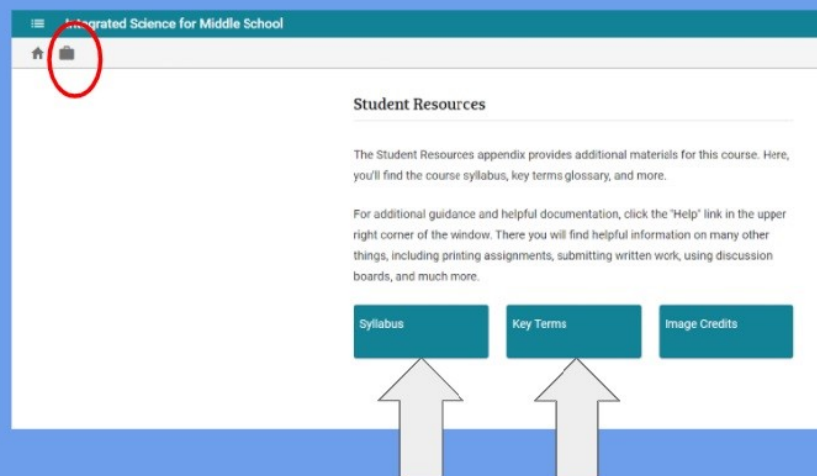 Integrated Science for Middle School
Student Resources
The Student Resources appendix provides additional materials for this course. Here,
you'll find the course syllabus, key terms glossary, and more.
For additional guidance and helpful documentation, click the "Help" link in the upper
right corner of the window. There you will find helpful information on many other
things, including printing assignments, submitting written work, using discussion
boards, and much more.
Syllabus
Key Terms
Image Credits